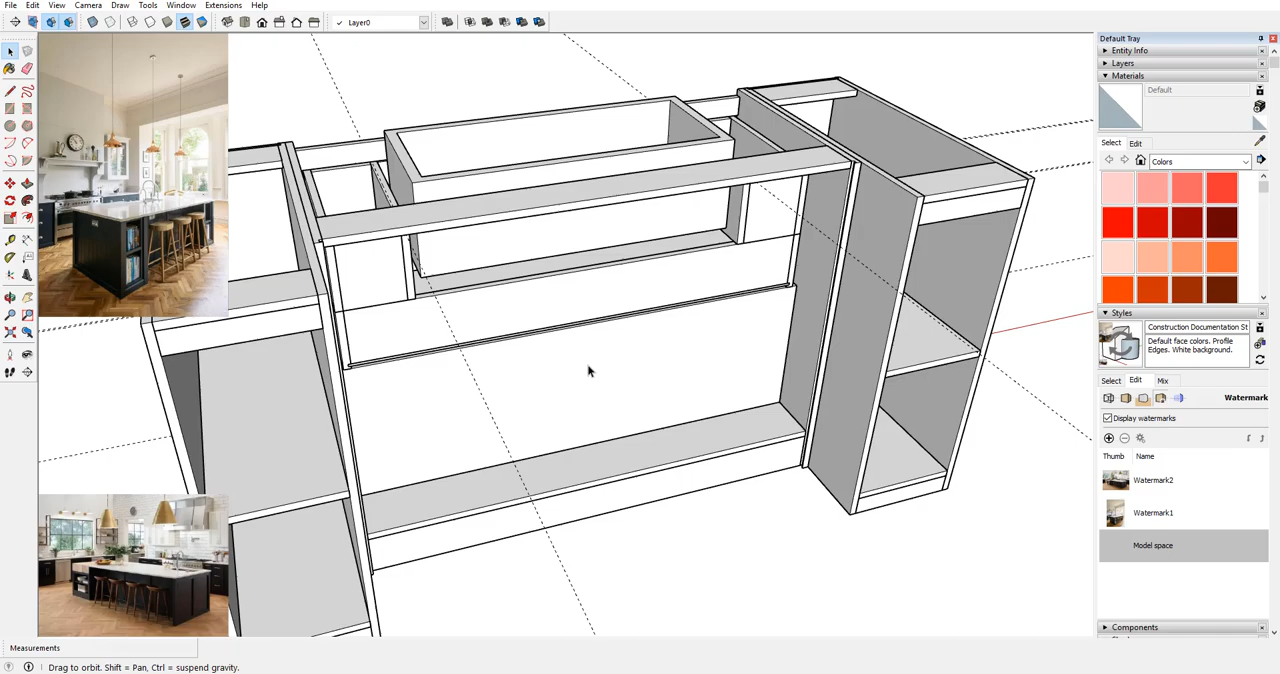 File Edit View Camera Draw Tools Window Extensions Help
✓ Layer0
Default Tray
Entity Info
Layers
Materials
Default
Select Edit
Colors
Styles
Construction Documentation St
Default face colors. Profile
Edges. White background.
Select Edit Mix
Watermark
Display watermarks
Thumb Name
Watermark2
Watermark1
Model space
Components
Measurements
Drag to orbit. Shift = Pan, Ctrl = suspend gravity.